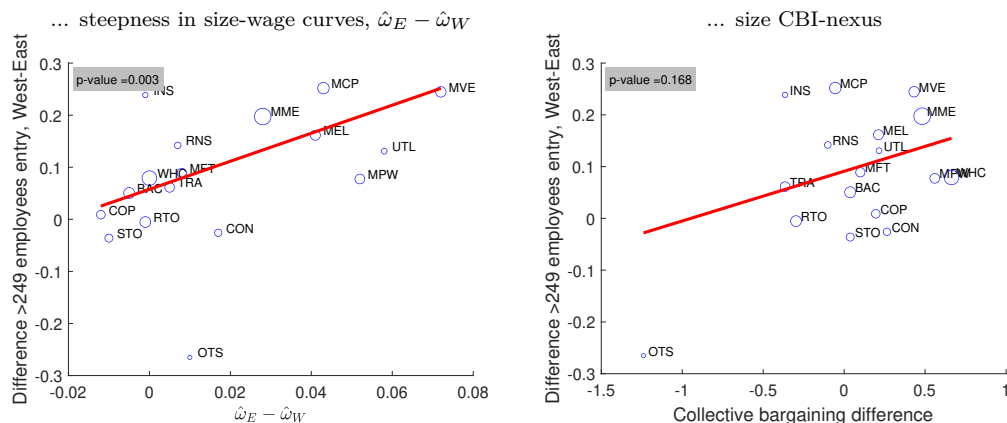 ... steepness in size-wage curves, ω̂_E − ω̂_W
Difference >249 employees entry, West-East
0.3
0.2
0.1
0
-0.1
-0.2
-0.3
p-value =0.003
INS
MCP
MVE
MME
MEL
RNS
UTL
MFT
WHC
MPW
TRA
BAC
COP
RTO
CON
STO
OTS
-0.02
0
0.02
0.04
0.06
0.08
ω̂_E − ω̂_W
... size CBI-nexus
Difference >249 employees entry, West-East
0.3
0.2
0.1
0
-0.1
-0.2
-0.3
p-value =0.168
MCP
INS
MVE
MME
MEL
RNS
UTL
MFT
MPW
WHC
TRA
BAC
COP
RTO
CON
STO
OTS
-1.5
-1
-0.5
0
0.5
1
Collective bargaining difference